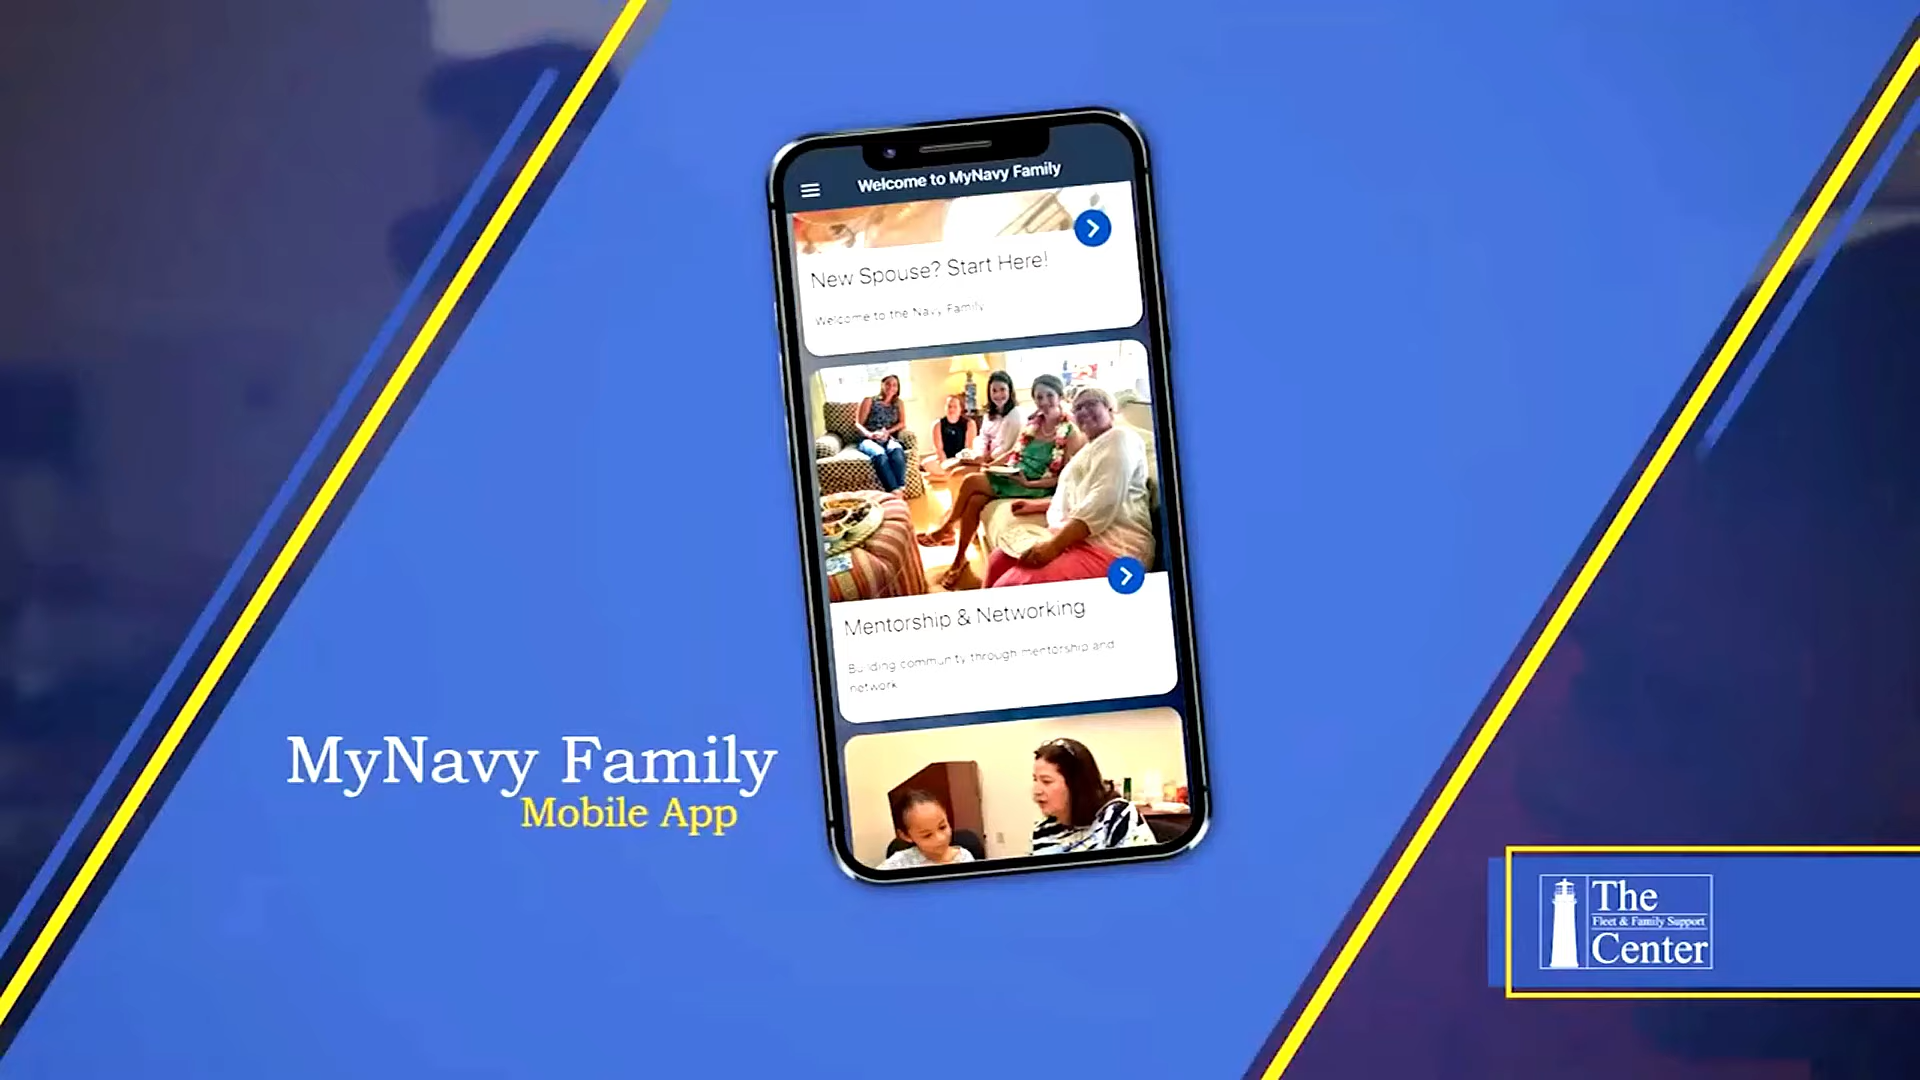 Welcome to MyNavy Family
New Spouse? Start Here!
Welcome to the Navy Family
Mentorship & Networking
Building community through mentorship and
network
MyNavy Family
Mobile App
The
Fleet & Family Support
Center